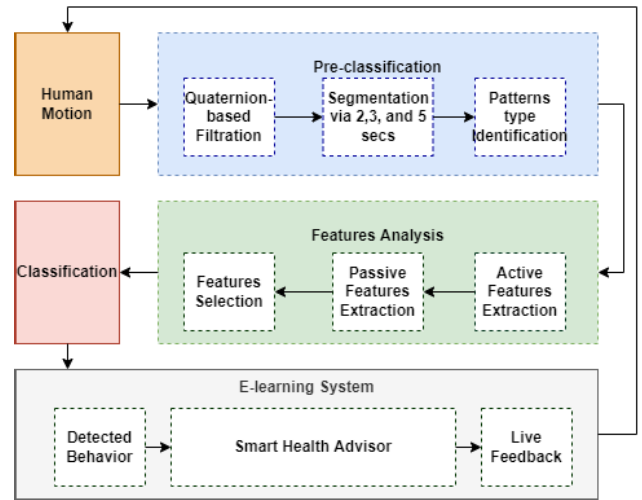 Human
Motion
Pre-classification
Quaternion-
based
Filtration
Segmentation
via 2,3, and 5
secs
Patterns
type
Identification
Classification
Features Analysis
Features
Selection
Passive
Features
Extraction
Active
Features
Extraction
E-learning System
Detected
Behavior
Smart Health Advisor
Live
Feedback